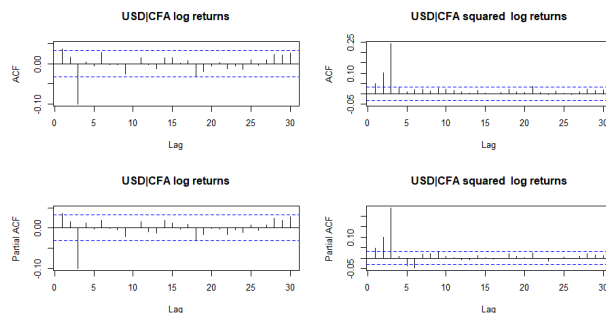 USD|CFA log returns
ACF
0.00
-0.10
0 5 10 15 20 25 30
Lag
USD|CFA squared log returns
ACF
0.25
0.10
-0.05
0 5 10 15 20 25 30
Lag
USD|CFA log returns
Partial ACF
0.00
-0.10
0 5 10 15 20 25 30
Lag
USD|CFA squared log returns
Partial ACF
0.10
-0.05
0 5 10 15 20 25 30
Lag